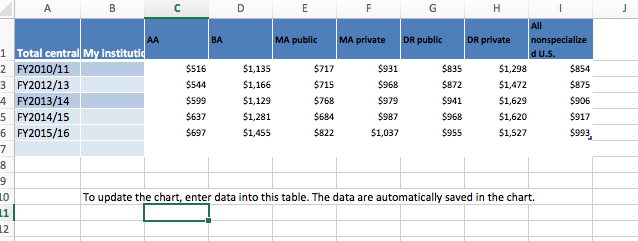 A B C D E F G H I J
All
AA BA MA public MA private DR public DR private nonspecialize
1 Total central My institutio d U.S.
2 FY2010/11 $516 $1,135 $717 $931 $835 $1,298 $854
3 FY2012/13 $544 $1,166 $715 $968 $872 $1,472 $875
4 FY2013/14 $599 $1,129 $768 $979 $941 $1,629 $906
5 FY2014/15 $637 $1,281 $684 $987 $968 $1,620 $917
6 FY2015/16 $697 $1,455 $822 $1,037 $955 $1,527 $993
7
8
9
10 To update the chart, enter data into this table. The data are automatically saved in the chart.
11
12